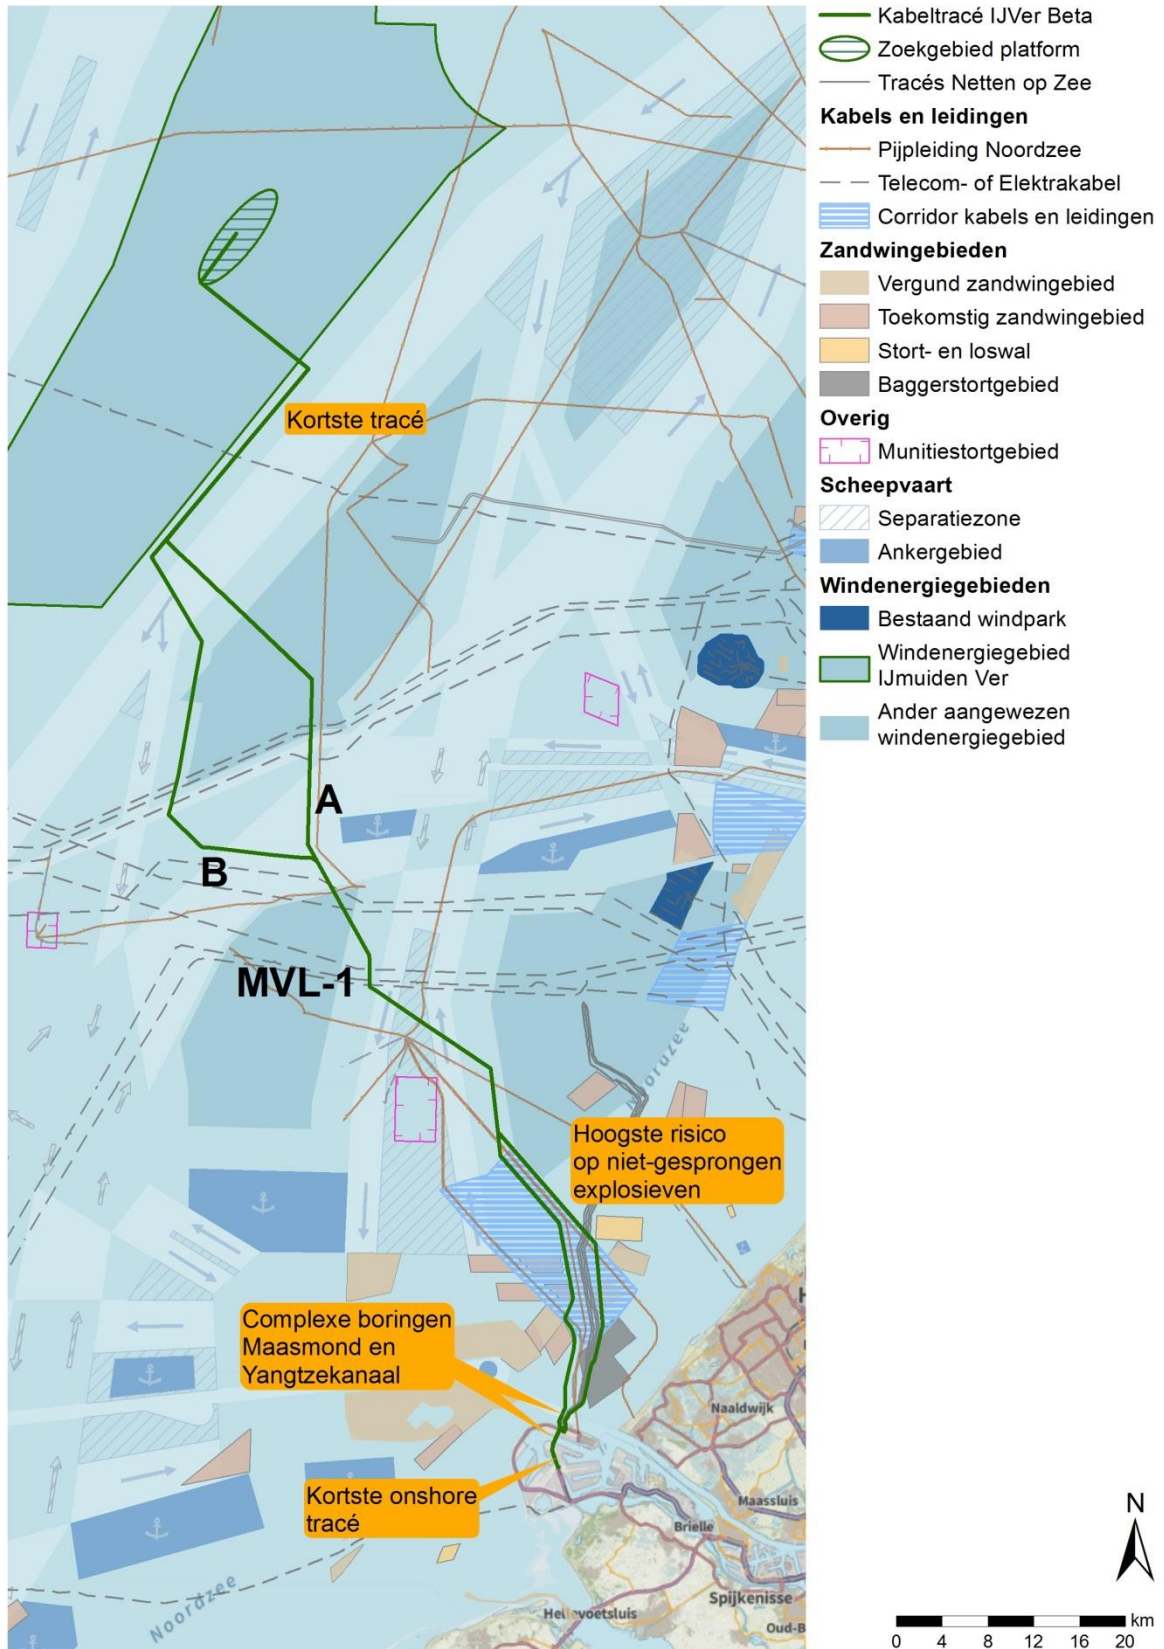 Kabeltracé IJVer Beta
Zoekgebied platform
Tracés Netten op Zee
Kabels en leidingen
Pijpleiding Noordzee
Telecom- of Elektrakabel
Corridor kabels en leidingen
Zandwingebieden
Vergund zandwingebied
Toekomstig zandwingebied
Stort- en loswal
Baggerstortgebied
Overig
Munitiestortgebied
Scheepvaart
Separatiezone
Ankergebied
Windenergiegebieden
Bestaand windpark
Windenergiegebied
IJmuiden Ver
Ander aangewezen
windenergiegebied
Kortste tracé
A
B
MVL-1
Noordzee
Hoogste risico
op niet-gesprongen
explosieven
Complexe boringen
Maasmond en
Yangtzekanaal
Kortste onshore
tracé
Naaldwijk
Maassluis
Brielle
Spijkenisse
Noordzee
N
km
0 4 8 12 16 20